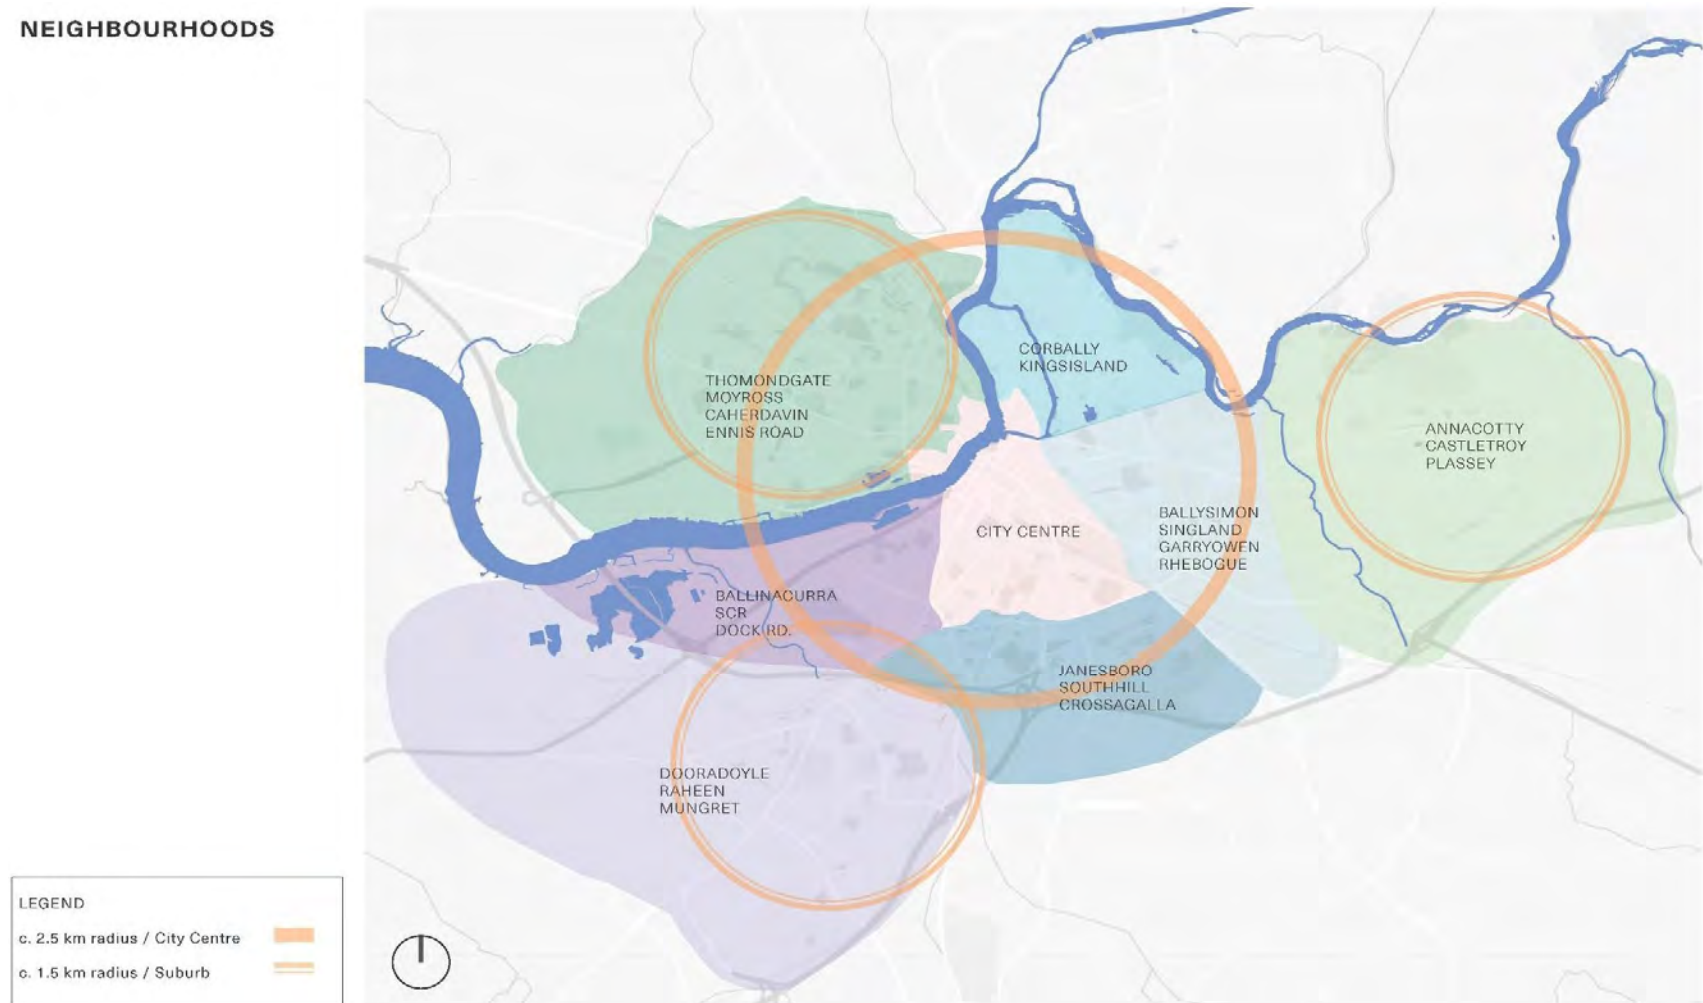 NEIGHBOURHOODS
CORBALLY
KINGSISLAND
THOMONDGATE
MOYROSS
CAHERDAVIN
ENNIS ROAD
ANNACOTTY
CASTLETROY
PLASSEY
CITY CENTRE
BALLYSIMON
SINGLAND
GARRYOWEN
RHEBOGUE
BALLINACURRA
SCR
DOCK RD.
JANESBORO
SOUTHHILL
CROSSAGALLA
DOORADOYLE
RAHEEN
MUNGRET
LEGEND
c. 2.5 km radius / City Centre
c. 1.5 km radius / Suburb